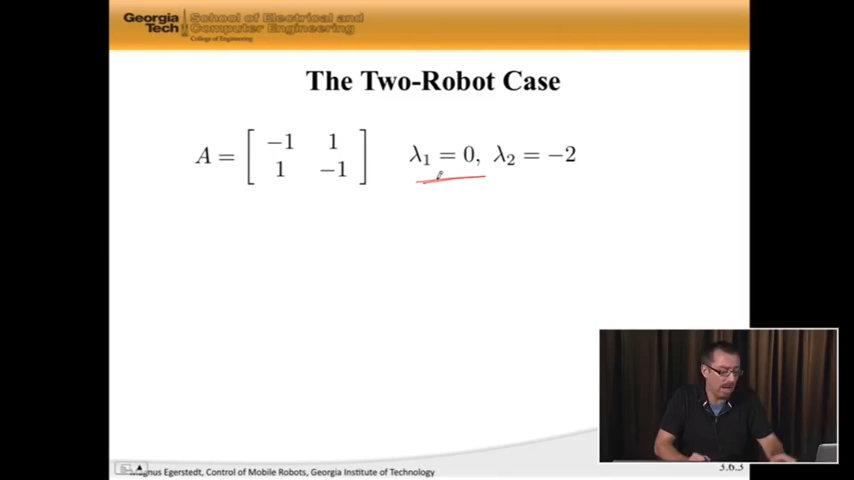 Georgia Tech
School of Electrical and Computer Engineering
College of Engineering
The Two-Robot Case
A = [ −1 1
1 −1 ] λ₁ = 0, λ₂ = −2
Magnus Egerstedt, Control of Mobile Robots, Georgia Institute of Technology
3.6.3